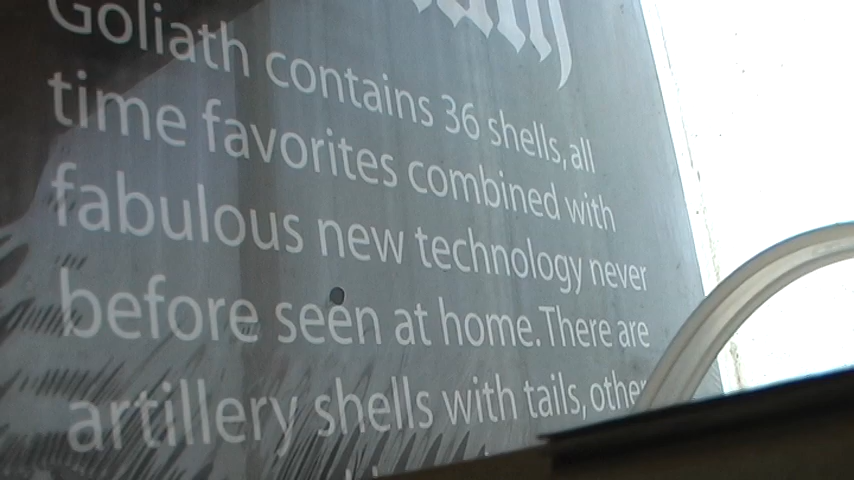 Goliath contains 36 shells, all
time favorites combined with
fabulous new technology never
before seen at home. There are
artillery shells with tails, other